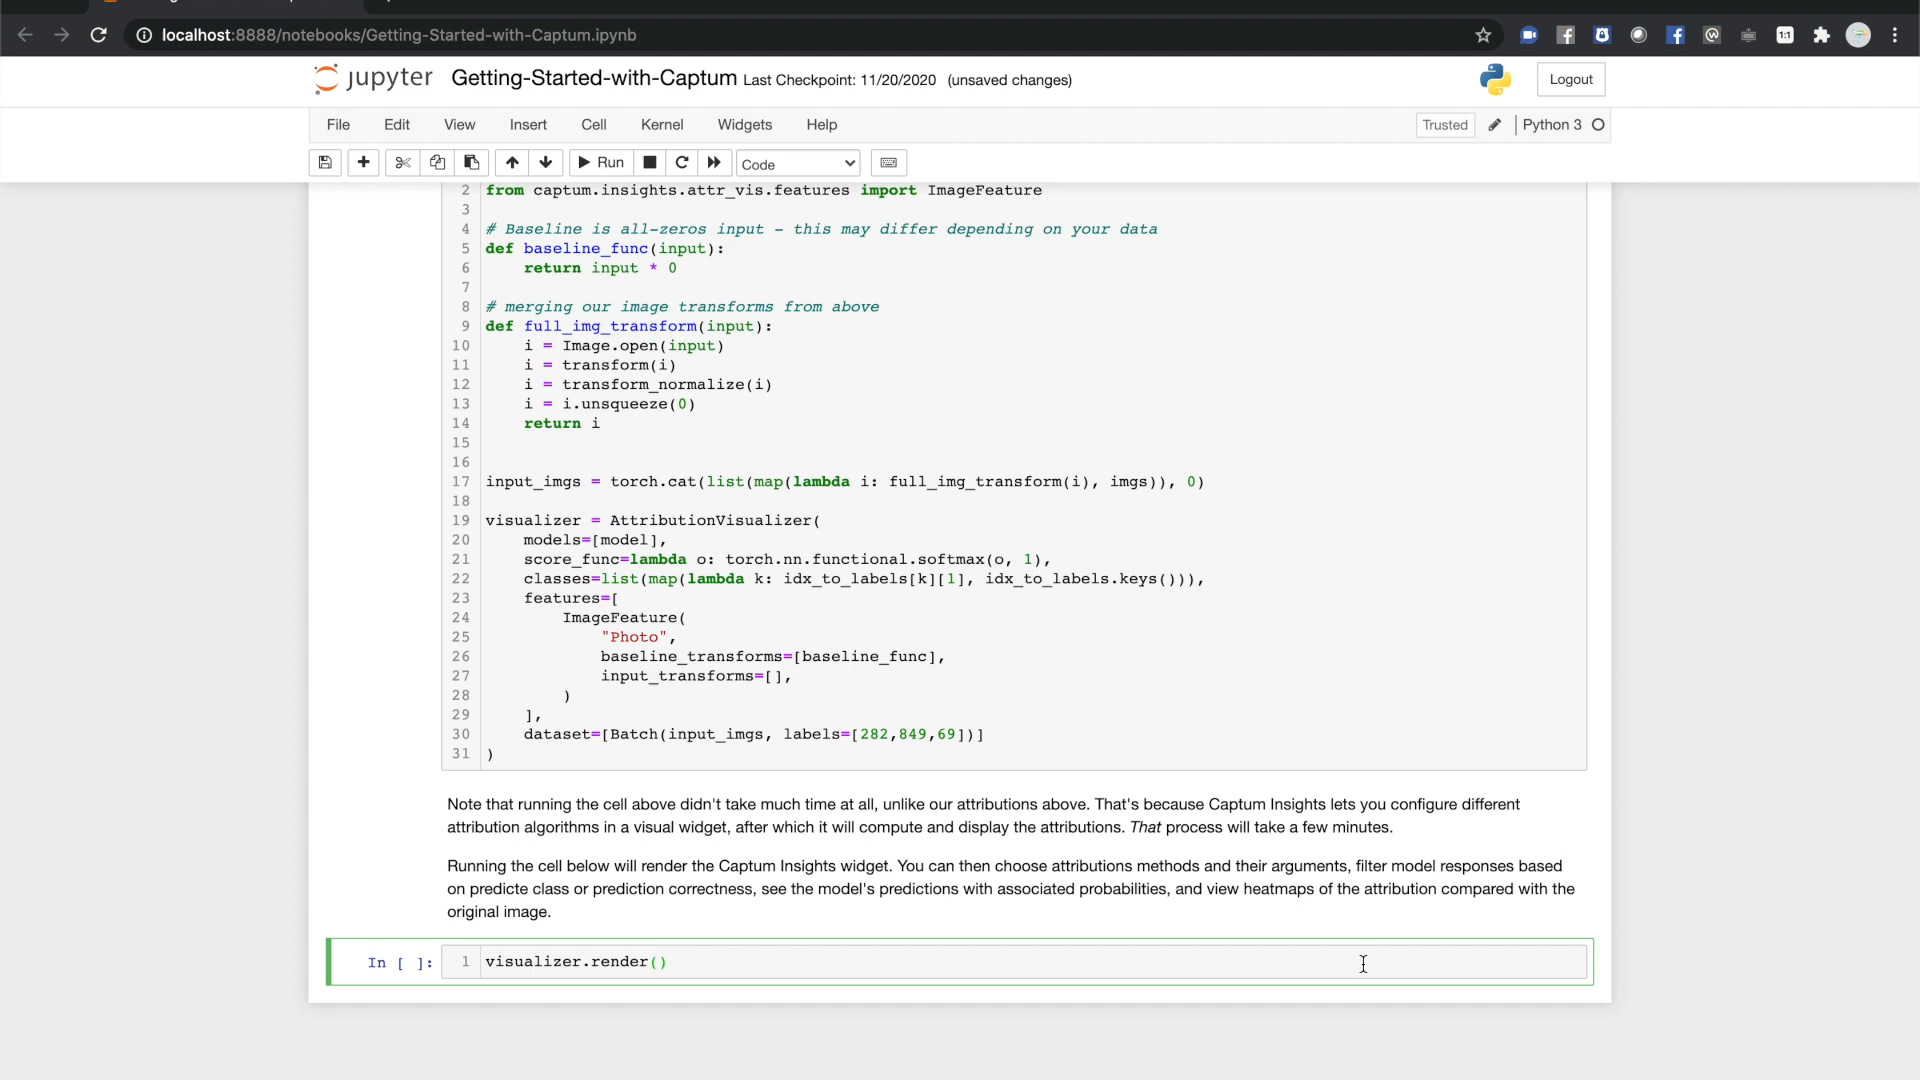 localhost:8888/notebooks/Getting-Started-with-Captum.ipynb
jupyter Getting-Started-with-Captum Last Checkpoint: 11/20/2020 (unsaved changes) Logout
File Edit View Insert Cell Kernel Widgets Help Trusted Python 3
Run Code
2 from captum.insights.attr_vis.features import ImageFeature
3
4 # Baseline is all-zeros input - this may differ depending on your data
5 def baseline_func(input):
6 return input * 0
7
8 # merging our image transforms from above
9 def full_img_transform(input):
10 i = Image.open(input)
11 i = transform(i)
12 i = transform_normalize(i)
13 i = i.unsqueeze(0)
14 return i
15
16
17 input_imgs = torch.cat(list(map(lambda i: full_img_transform(i), imgs)), 0)
18
19 visualizer = AttributionVisualizer(
20 models=[model],
21 score_func=lambda o: torch.nn.functional.softmax(o, 1),
22 classes=list(map(lambda k: idx_to_labels[k][1], idx_to_labels.keys())),
23 features=[
24 ImageFeature(
25 "Photo",
26 baseline_transforms=[baseline_func],
27 input_transforms=[],
28 )
29 ],
30 dataset=[Batch(input_imgs, labels=[282,849,69])]
31 )
Note that running the cell above didn't take much time at all, unlike our attributions above. That's because Captum Insights lets you configure different
attribution algorithms in a visual widget, after which it will compute and display the attributions. That process will take a few minutes.
Running the cell below will render the Captum Insights widget. You can then choose attributions methods and their arguments, filter model responses based
on predicte class or prediction correctness, see the model's predictions with associated probabilities, and view heatmaps of the attribution compared with the
original image.
In [ ]: 1 visualizer.render()